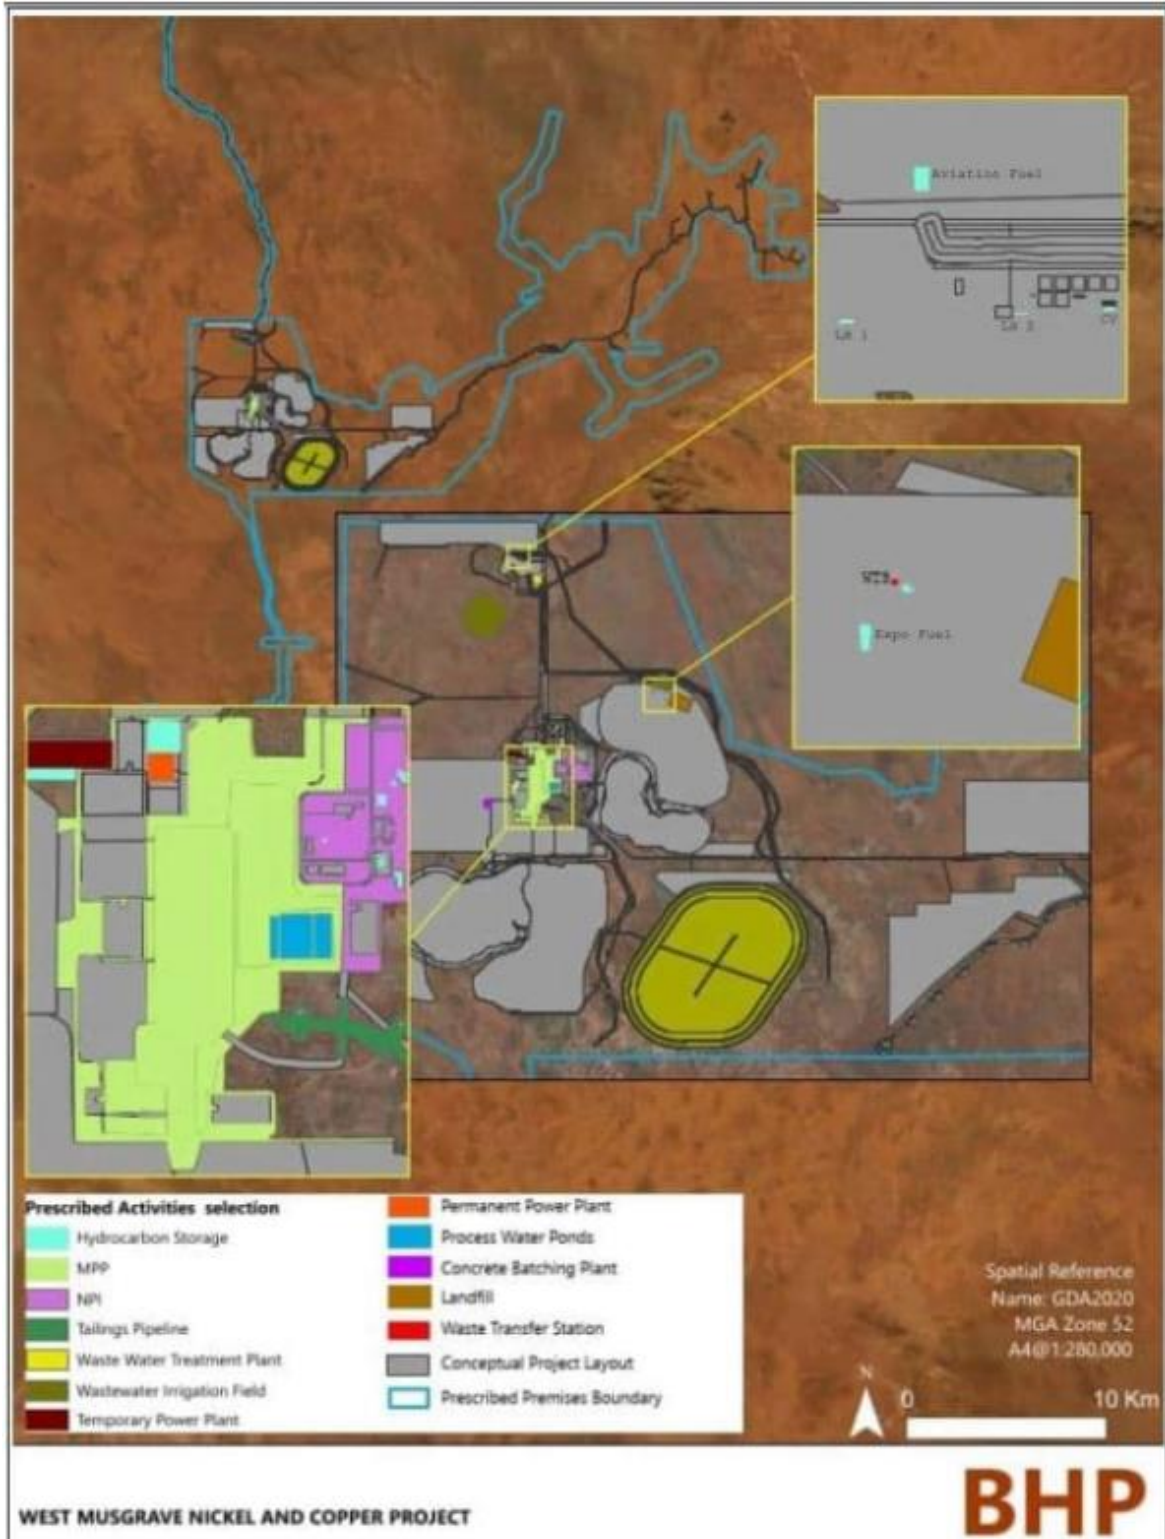 Aviation Fuel
LH 1
LH 2
CV
WTS
Expo Fuel
Prescribed Activities selection
Hydrocarbon Storage
MPP
NPI
Tailings Pipeline
Waste Water Treatment Plant
Wastewater Irrigation Field
Temporary Power Plant
Permanent Power Plant
Process Water Ponds
Concrete Batching Plant
Landfill
Waste Transfer Station
Conceptual Project Layout
Prescribed Premises Boundary
Spatial Reference
Name: GDA2020
MGA Zone 52
A4@1:280,000
N
0 10 Km
WEST MUSGRAVE NICKEL AND COPPER PROJECT
BHP